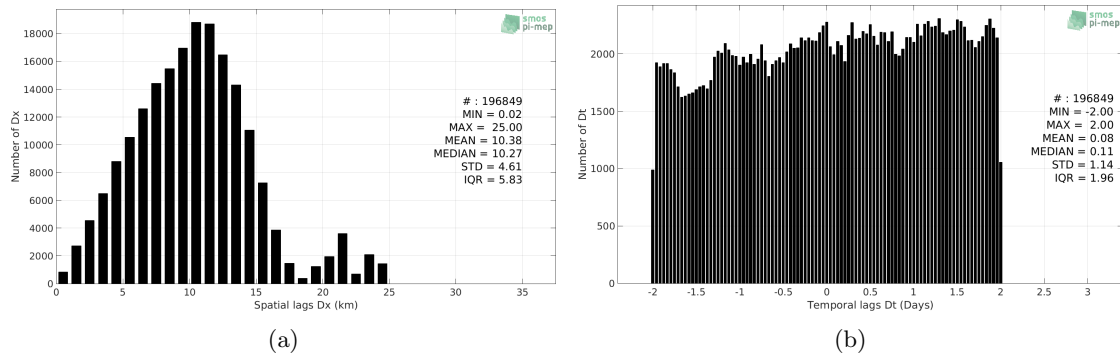 18000
16000
14000
12000
10000
8000
6000
4000
2000
0
Number of Dx
smos
pi-mep
# : 196849
MIN = 0.02
MAX = 25.00
MEAN = 10.38
MEDIAN = 10.27
STD = 4.61
IQR = 5.83
0 5 10 15 20 25 30 35
Spatial lags Dx (km)
(a)
2000
1500
1000
500
0
Number of Dt
smos
pi-mep
# : 196849
MIN = -2.00
MAX = 2.00
MEAN = 0.08
MEDIAN = 0.11
STD = 1.14
IQR = 1.96
-2 -1.5 -1 -0.5 0 0.5 1 1.5 2 2.5 3
Temporal lags Dt (Days)
(b)